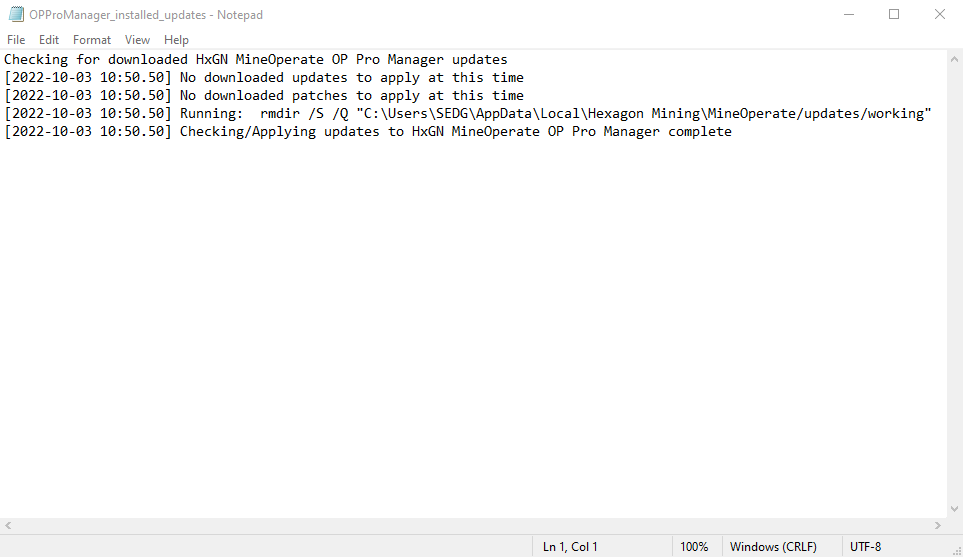 OPProManager_installed_updates - Notepad
File Edit Format View Help
Checking for downloaded HxGN MineOperate OP Pro Manager updates
[2022-10-03 10:50.50] No downloaded updates to apply at this time
[2022-10-03 10:50.50] No downloaded patches to apply at this time
[2022-10-03 10:50.50] Running:  rmdir /S /Q "C:\Users\SEDG\AppData\Local\Hexagon Mining\MineOperate/updates/working"
[2022-10-03 10:50.50] Checking/Applying updates to HxGN MineOperate OP Pro Manager complete
Ln 1, Col 1 100% Windows (CRLF) UTF-8